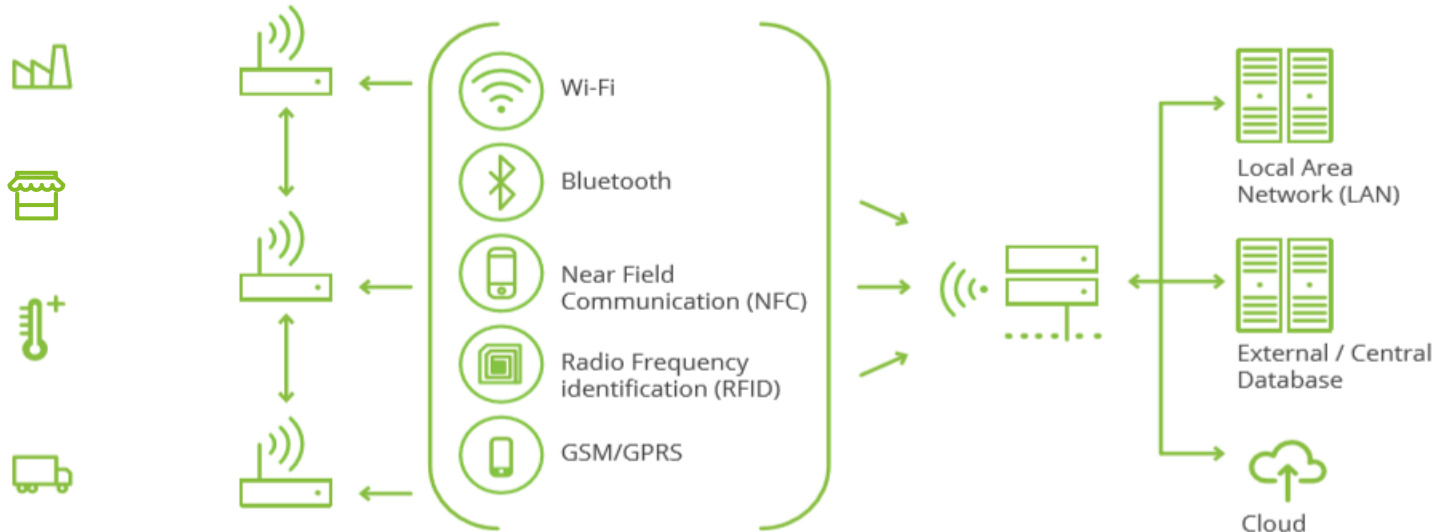 Wi-Fi
Bluetooth
Near Field
Communication (NFC)
Radio Frequency
identification (RFID)
GSM/GPRS
Local Area
Network (LAN)
External / Central
Database
Cloud